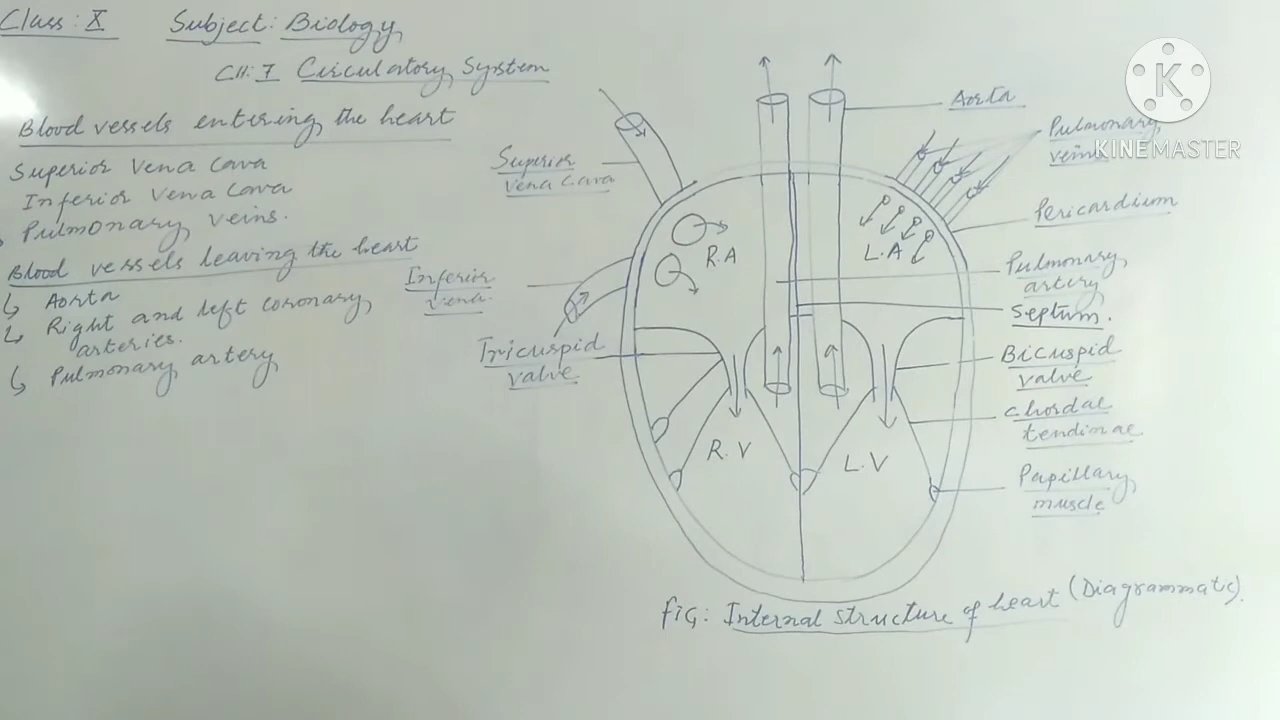 Class: X Subject: Biology
CH: 7 Circulatory System
Blood vessels entering the heart
Superior Vena Cava
Inferior Vena Cava
Pulmonary veins.
Blood vessels leaving the heart
↳ Aorta
↳ Right and left coronary
arteries.
↳ Pulmonary artery
Superior
vena cava
Inferior
vena.
Tricuspid
valve
R.A
L.A
R.V
L.V
Aorta
Pulmonary
veins
Pericardium
Pulmonary
artery
Septum.
Bicuspid
valve
Chordae
tendinae
Papillary
muscle
fig: Internal structure of heart (Diagrammatic).
K
KINEMASTER